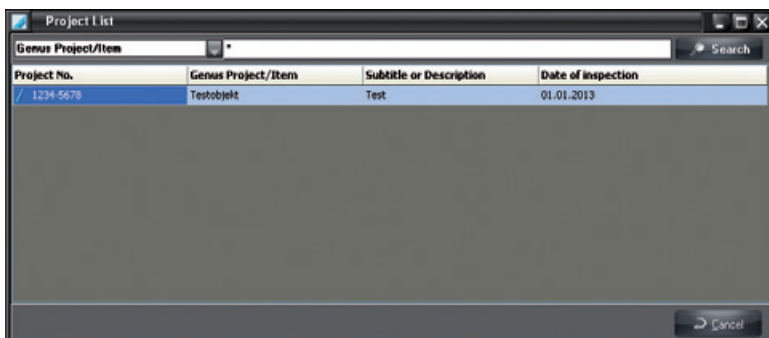 Project List
Genus Project/Item * Search
Project No. Genus Project/Item Subtitle or Description Date of inspection
1234-5678 Testobjekt Test 01.01.2013
Cancel